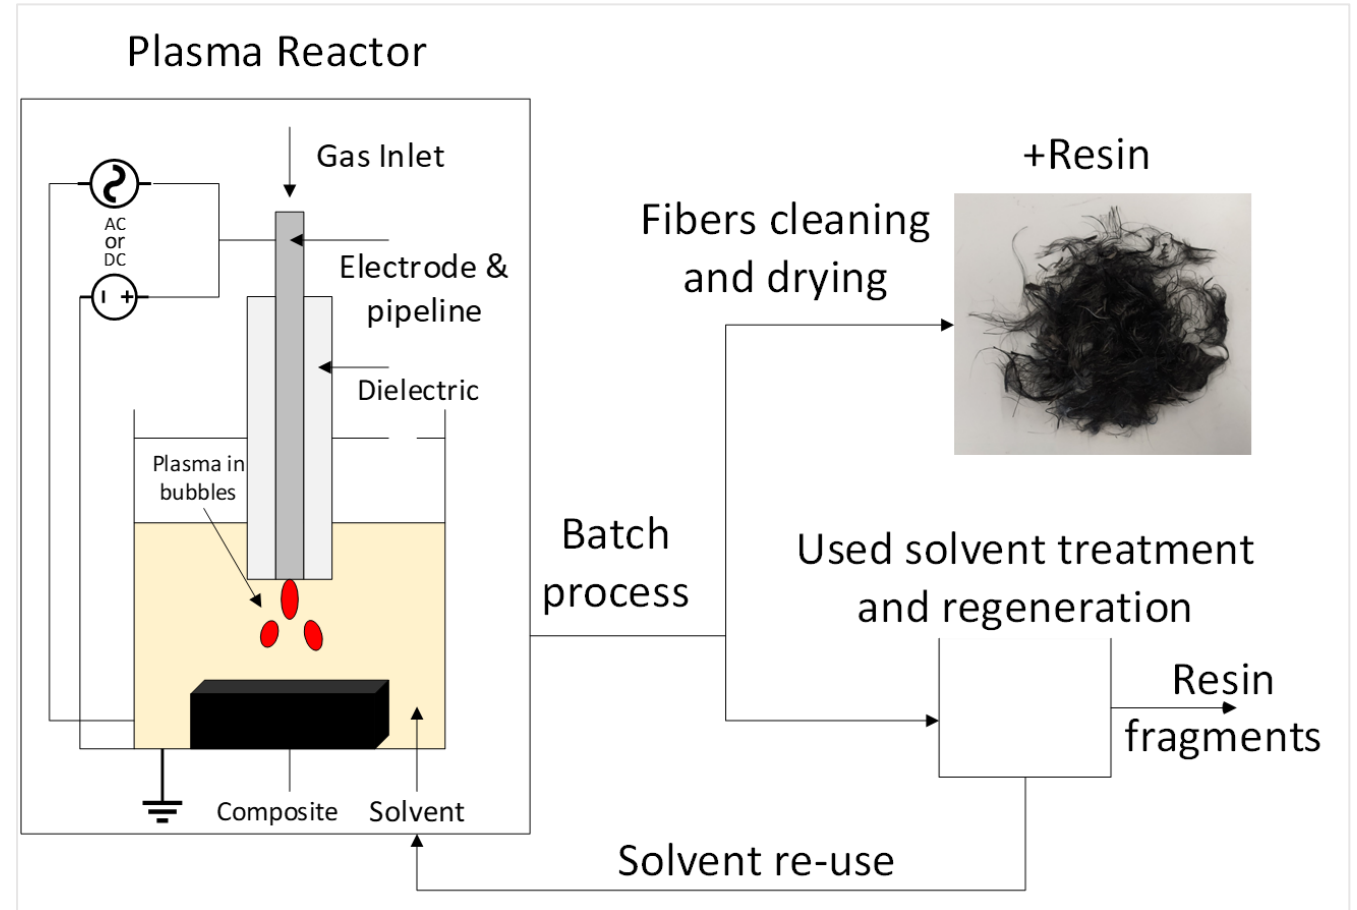 Plasma Reactor
Gas Inlet
AC
or
DC
Electrode &
pipeline
Dielectric
Plasma in
bubbles
Composite
Solvent
Batch
process
Fibers cleaning
and drying
+Resin
Used solvent treatment
and regeneration
Resin
fragments
Solvent re-use